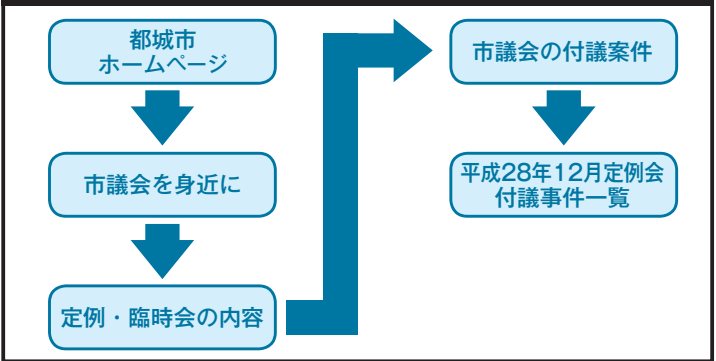 都城市
ホームページ
市議会を身近に
定例・臨時会の内容
市議会の付議案件
平成28年12月定例会
付議事件一覧